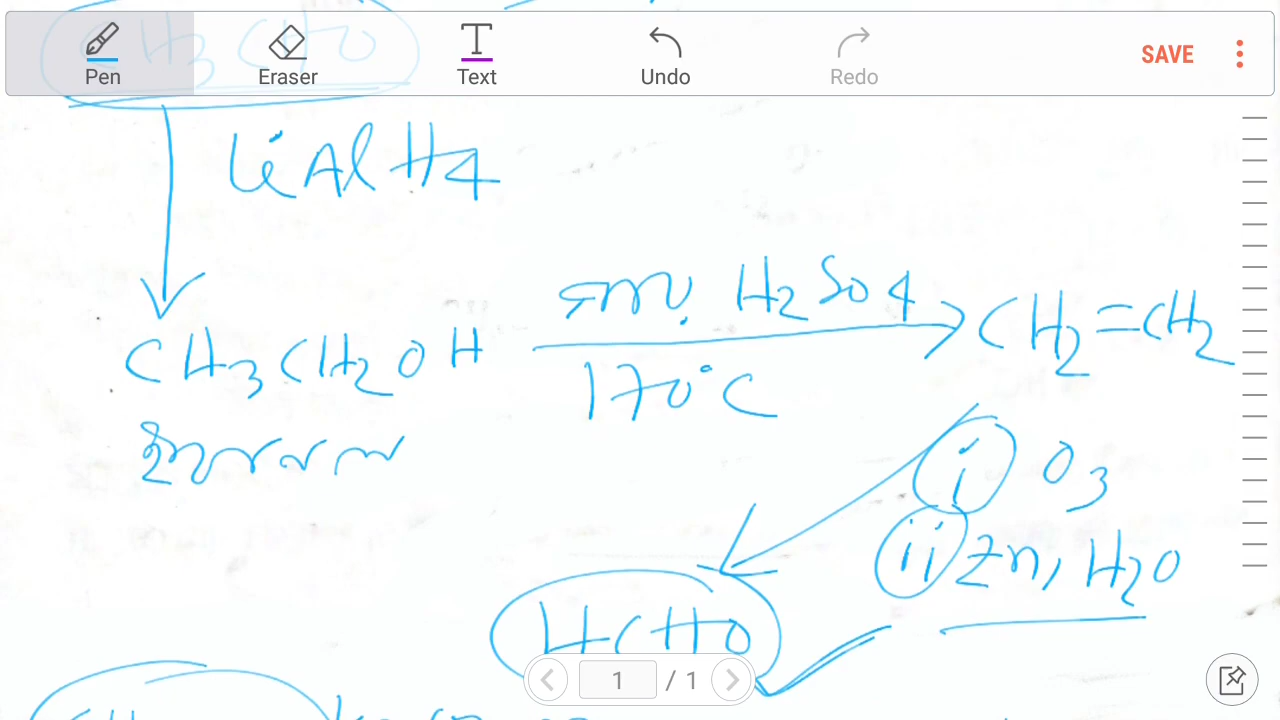 Pen Eraser Text Undo Redo SAVE
CH3CHO
LiAlH4
গাঢ় H2SO4
CH3CH2OH → CH2=CH2
170°C
i O3
ii Zn, H2O
HCHO
1 / 1